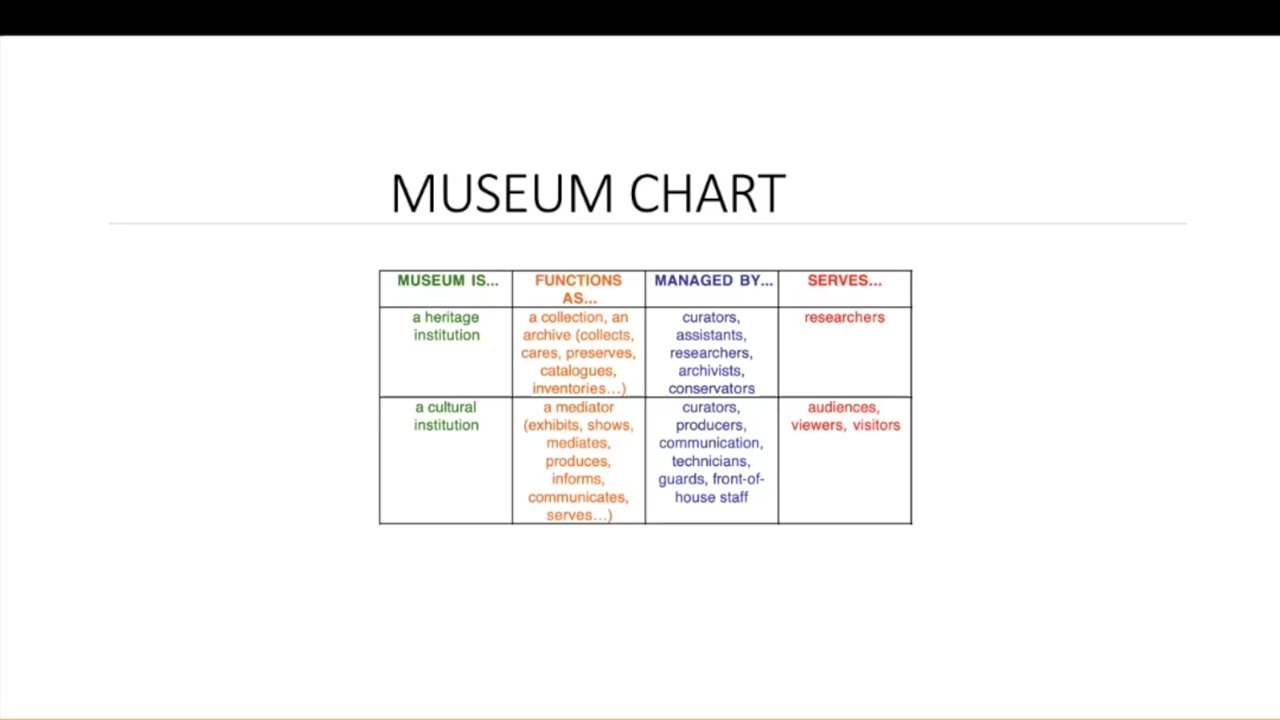 MUSEUM CHART
MUSEUM IS...
FUNCTIONS
AS...
MANAGED BY...
SERVES...
a heritage
institution
a collection, an
archive (collects,
cares, preserves,
catalogues,
inventories...)
curators,
assistants,
researchers,
archivists,
conservators
researchers
a cultural
institution
a mediator
(exhibits, shows,
mediates,
produces,
informs,
communicates,
serves...)
curators,
producers,
communication,
technicians,
guards, front-of-
house staff
audiences,
viewers, visitors